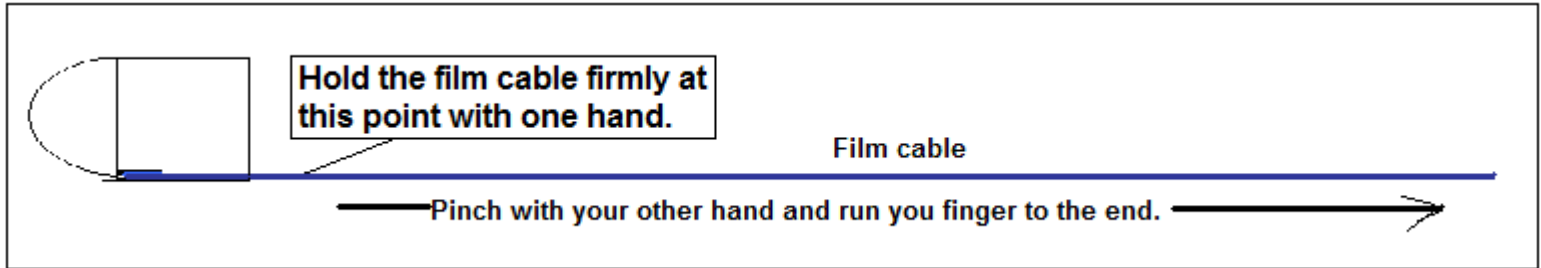 Hold the film cable firmly at
this point with one hand.
Film cable
Pinch with your other hand and run you finger to the end.